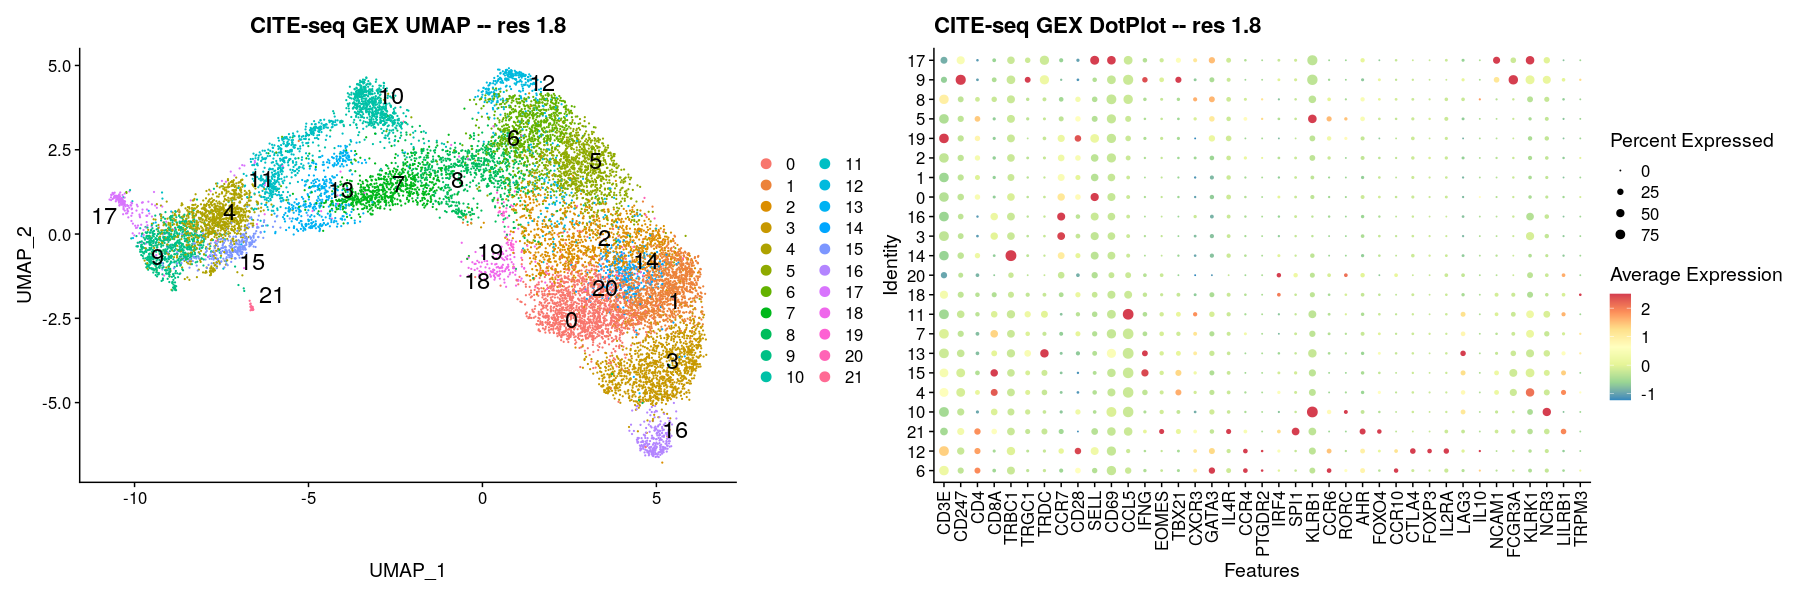 CITE-seq GEX UMAP -- res 1.8
5.0
2.5
0.0
-2.5
-5.0
UMAP_2
-10
-5
0
5
UMAP_1
12
10
6
5
11
13
7
8
4
17
9
15
21
19
18
2
14
20
1
0
3
16
0
1
2
3
4
5
6
7
8
9
10
11
12
13
14
15
16
17
18
19
20
21
CITE-seq GEX DotPlot -- res 1.8
Identity
17
9
8
5
19
2
1
0
16
3
14
20
18
11
7
13
15
4
10
21
12
6
CD3E
CD247
CD4
CD8A
TRBC1
TRGC1
TRDC
CCR7
CD28
SELL
CD69
CCL5
IFNG
EOMES
TBX21
CXCR3
GATA3
IL4R
CCR4
PTGDR2
IRF4
SPI1
KLRB1
CCR6
RORC
AHR
FOXO4
CCR10
CTLA4
FOXP3
IL2RA
LAG3
IL10
NCAM1
FCGR3A
KLRK1
NCR3
LILRB1
TRPM3
Features
Percent Expressed
0
25
50
75
Average Expression
2
1
0
-1